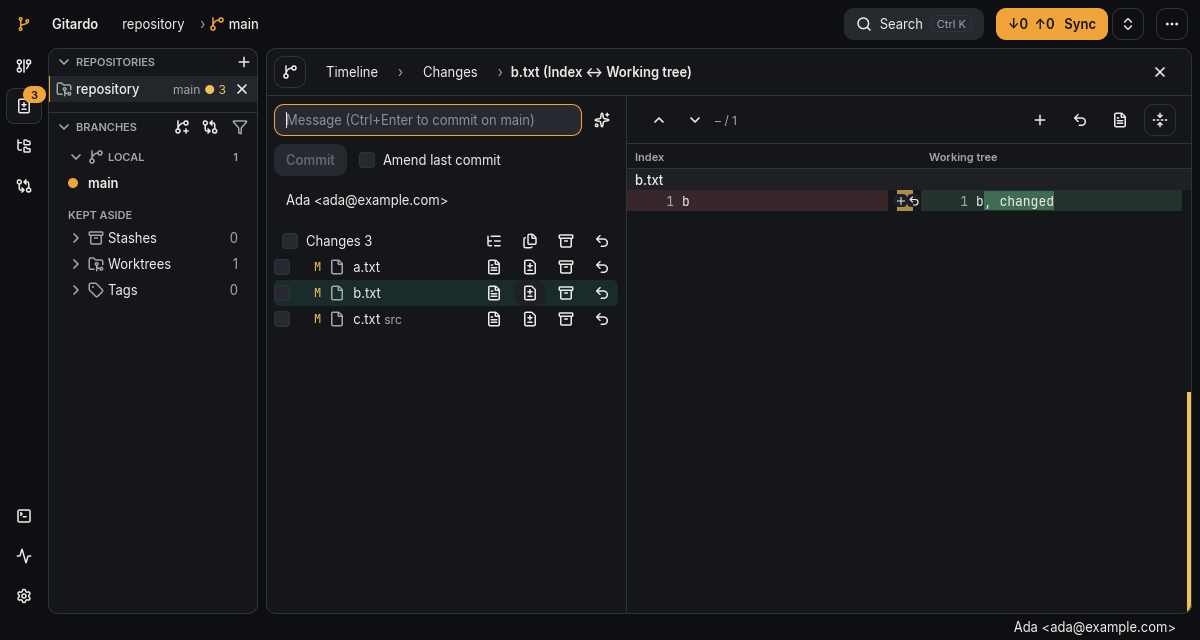 Gitardo repository › main Search Ctrl K ↓0 ↑0 Sync
3
REPOSITORIES
repository main 3
BRANCHES
LOCAL 1
main
KEPT ASIDE
Stashes 0
Worktrees 1
Tags 0
Timeline › Changes › b.txt (Index ↔ Working tree)
Message (Ctrl+Enter to commit on main)
Commit Amend last commit
Ada <ada@example.com>
Changes 3
M a.txt
M b.txt
M c.txt src
– / 1
Index Working tree
b.txt
1 b 1 b, changed
Ada <ada@example.com>